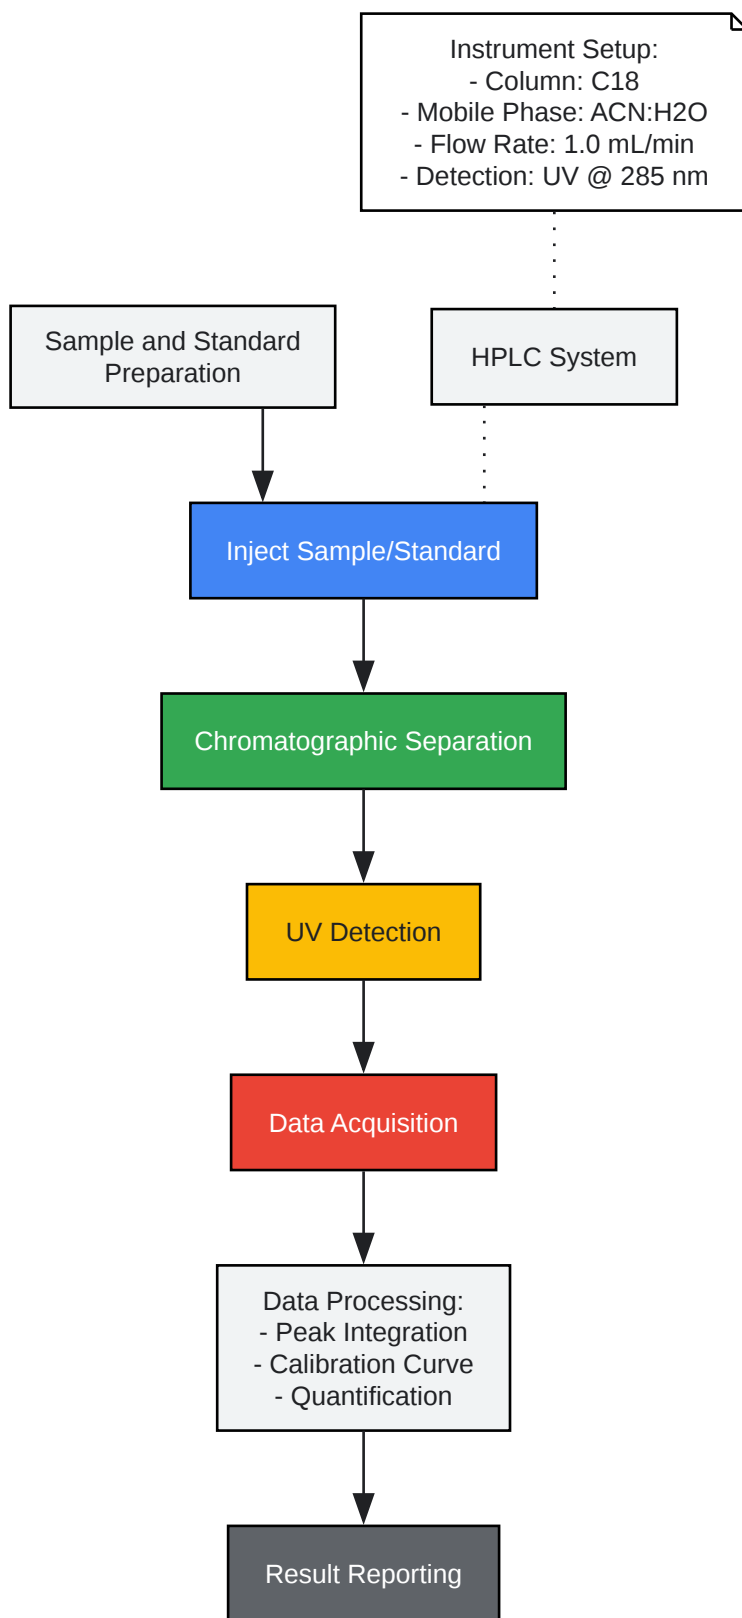 Instrument Setup:
- Column: C18
- Mobile Phase: ACN:H2O
- Flow Rate: 1.0 mL/min
- Detection: UV @ 285 nm
Sample and Standard
Preparation
HPLC System
Inject Sample/Standard
Chromatographic Separation
UV Detection
Data Acquisition
Data Processing:
- Peak Integration
- Calibration Curve
- Quantification
Result Reporting